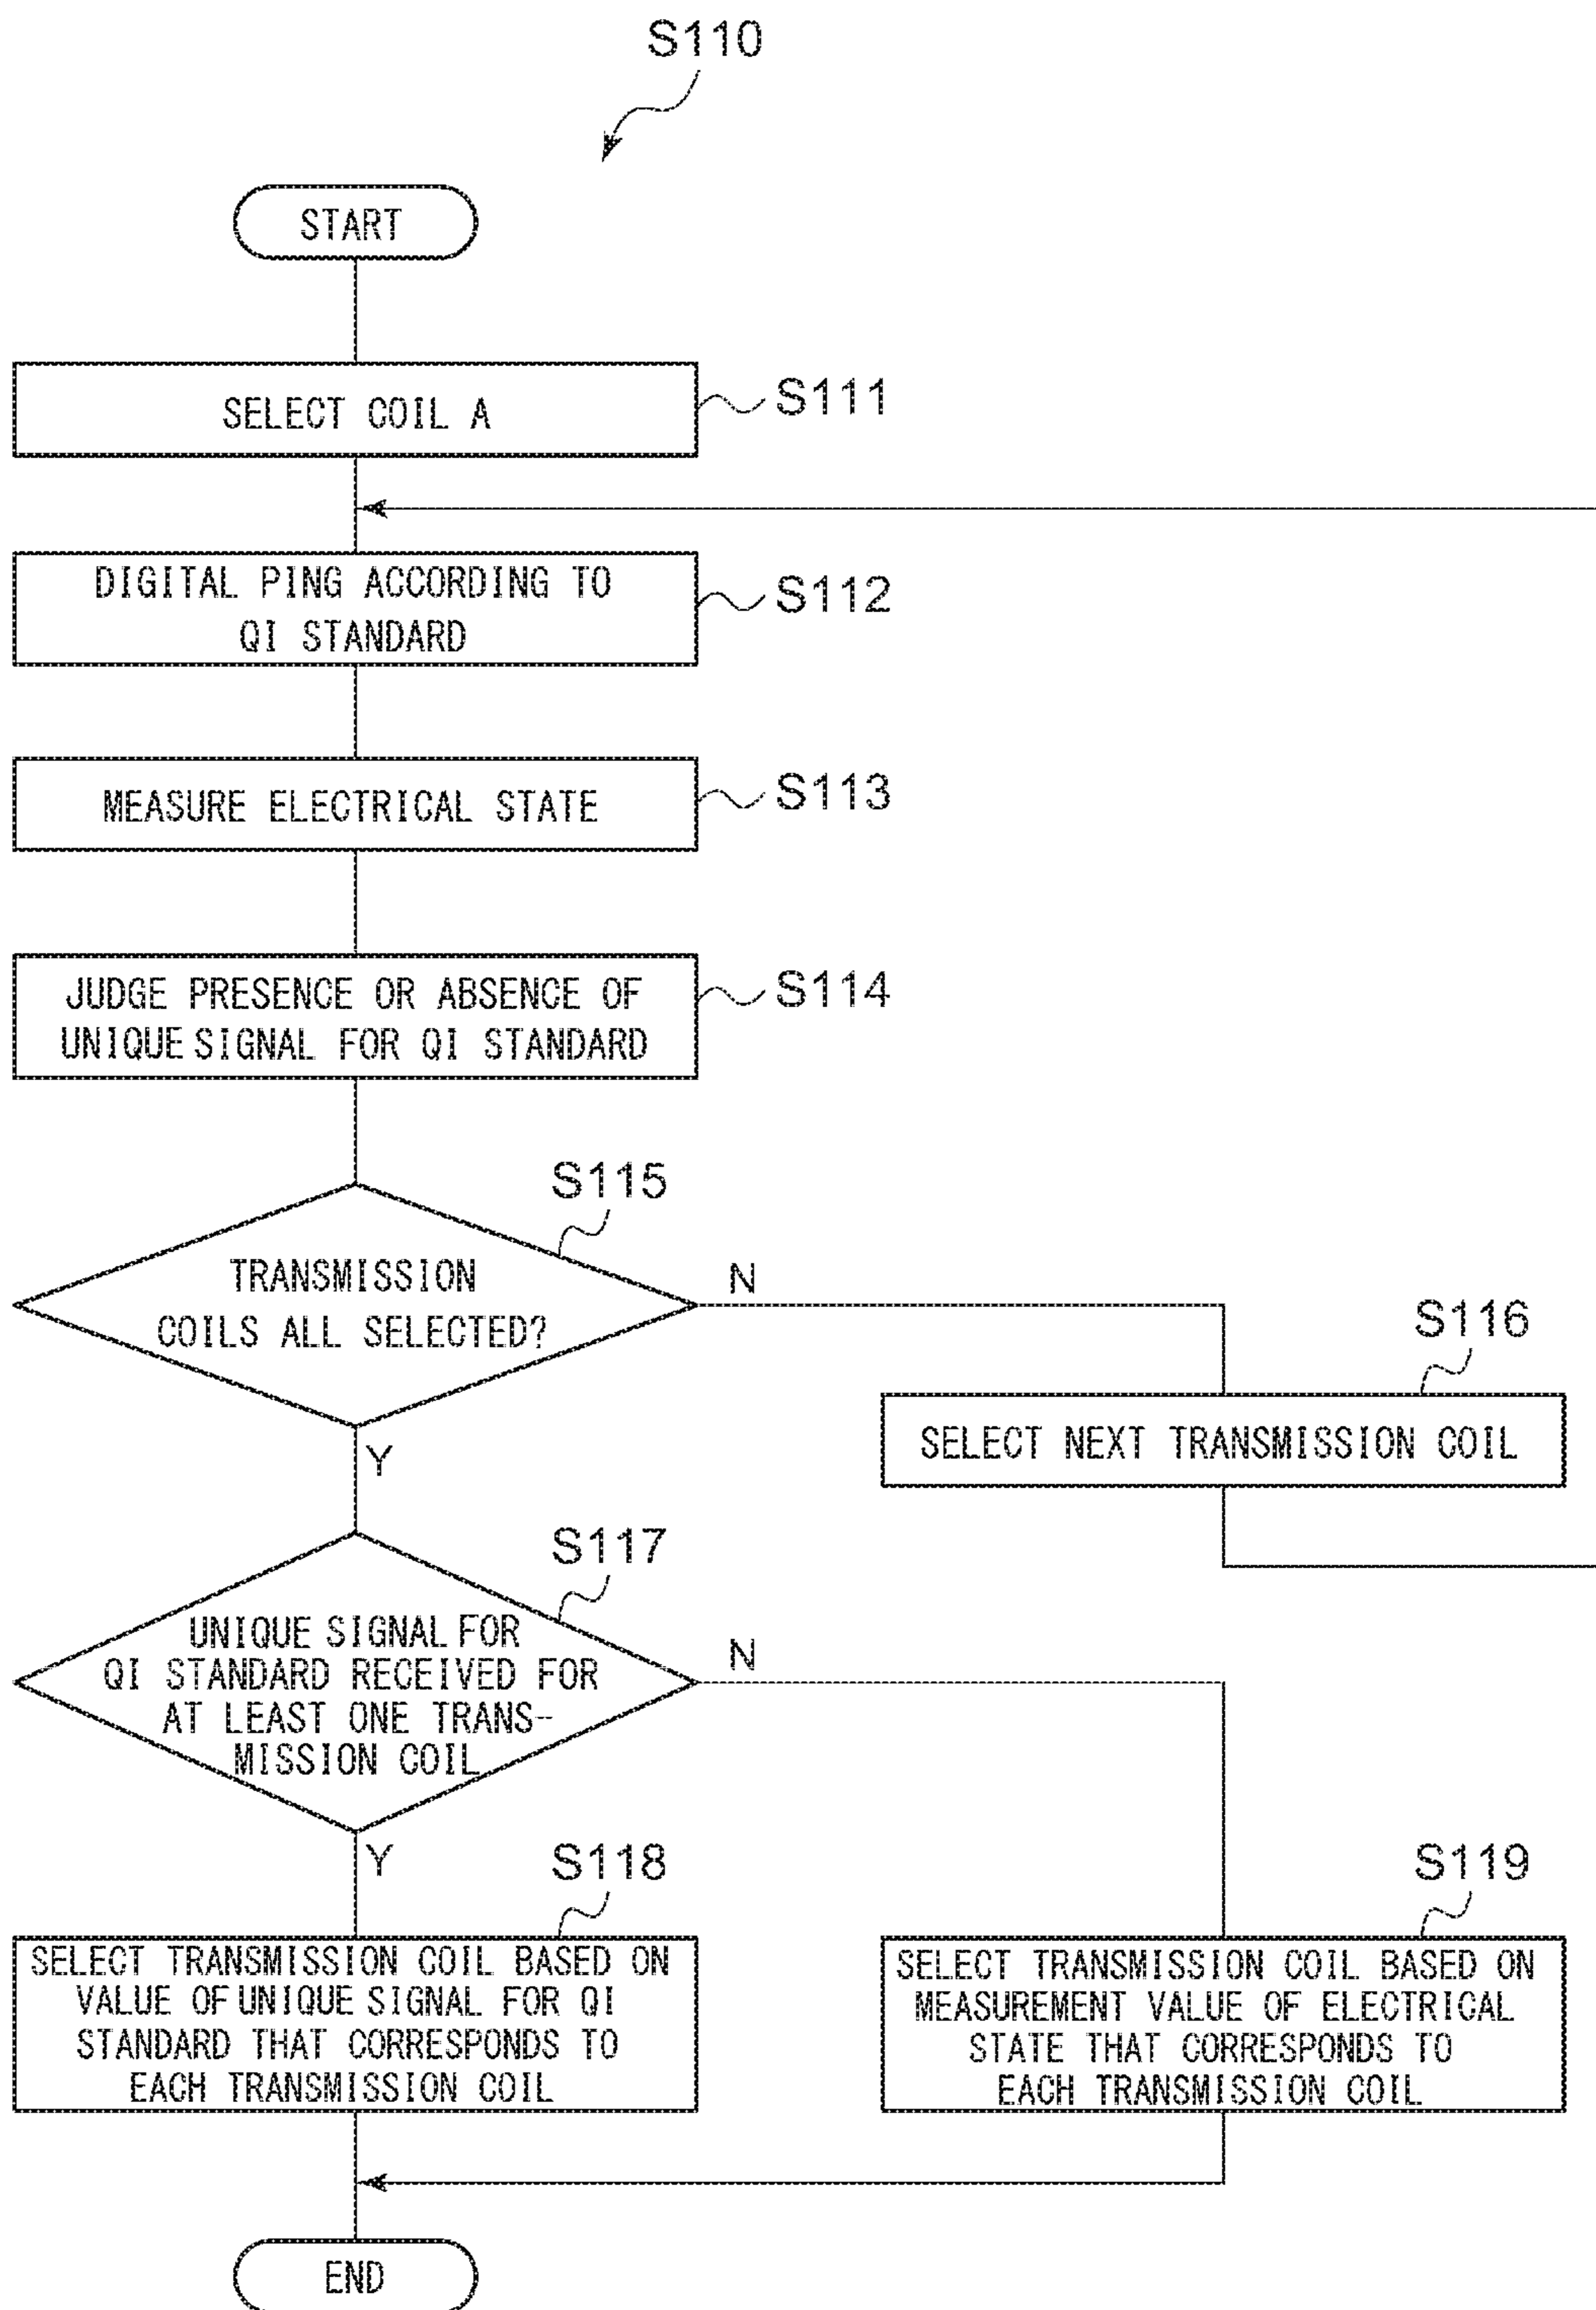 S110
START
SELECT COIL A
S111
DIGITAL PING ACCORDING TO
QI STANDARD
S112
MEASURE ELECTRICAL STATE
S113
JUDGE PRESENCE OR ABSENCE OF
UNIQUE SIGNAL FOR QI STANDARD
S114
S115
TRANSMISSION
COILS ALL SELECTED?
N
Y
S116
SELECT NEXT TRANSMISSION COIL
S117
UNIQUE SIGNAL FOR
QI STANDARD RECEIVED FOR
AT LEAST ONE TRANS-
MISSION COIL
N
Y
S118
SELECT TRANSMISSION COIL BASED ON
VALUE OF UNIQUE SIGNAL FOR QI
STANDARD THAT CORRESPONDS TO
EACH TRANSMISSION COIL
S119
SELECT TRANSMISSION COIL BASED ON
MEASUREMENT VALUE OF ELECTRICAL
STATE THAT CORRESPONDS TO
EACH TRANSMISSION COIL
END